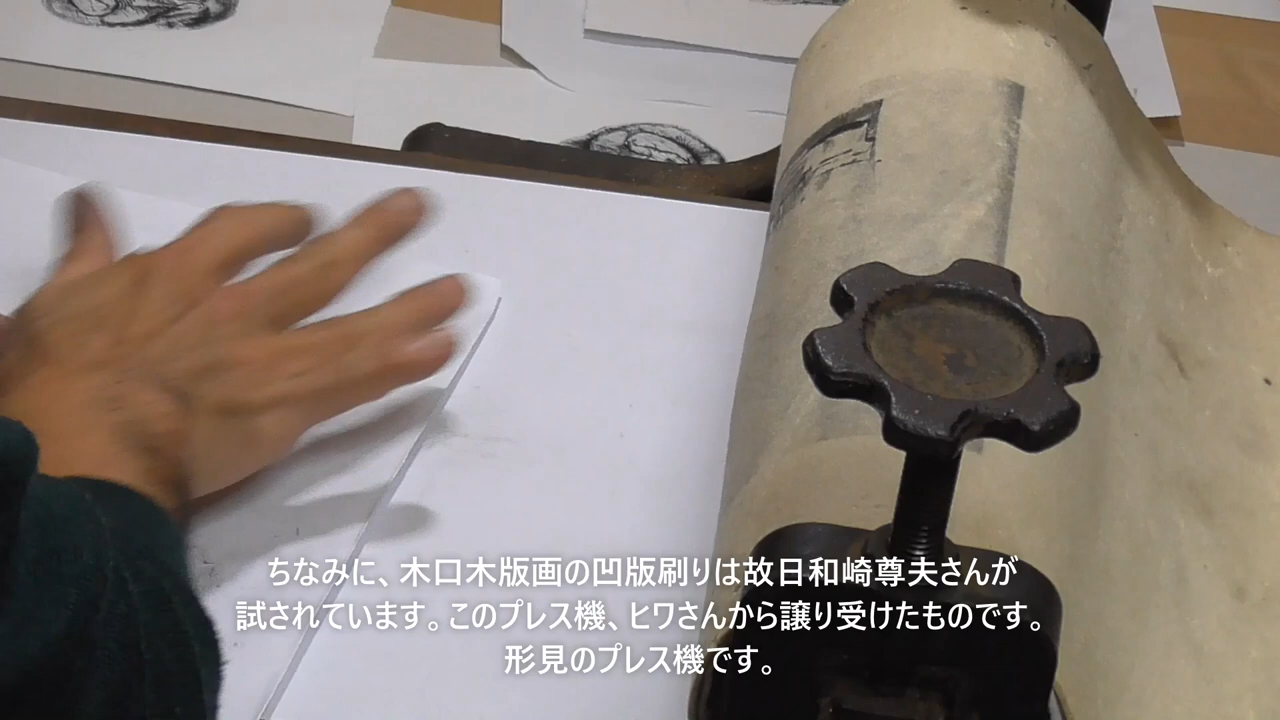 ちなみに、木口木版画の凹版刷りは故日和崎尊夫さんが
試されています。このプレス機、ヒワさんから譲り受けたものです。
形見のプレス機です。